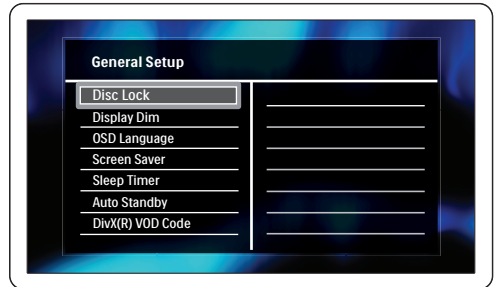 General Setup
Disc Lock
Display Dim
OSD Language
Screen Saver
Sleep Timer
Auto Standby
DivX(R) VOD Code